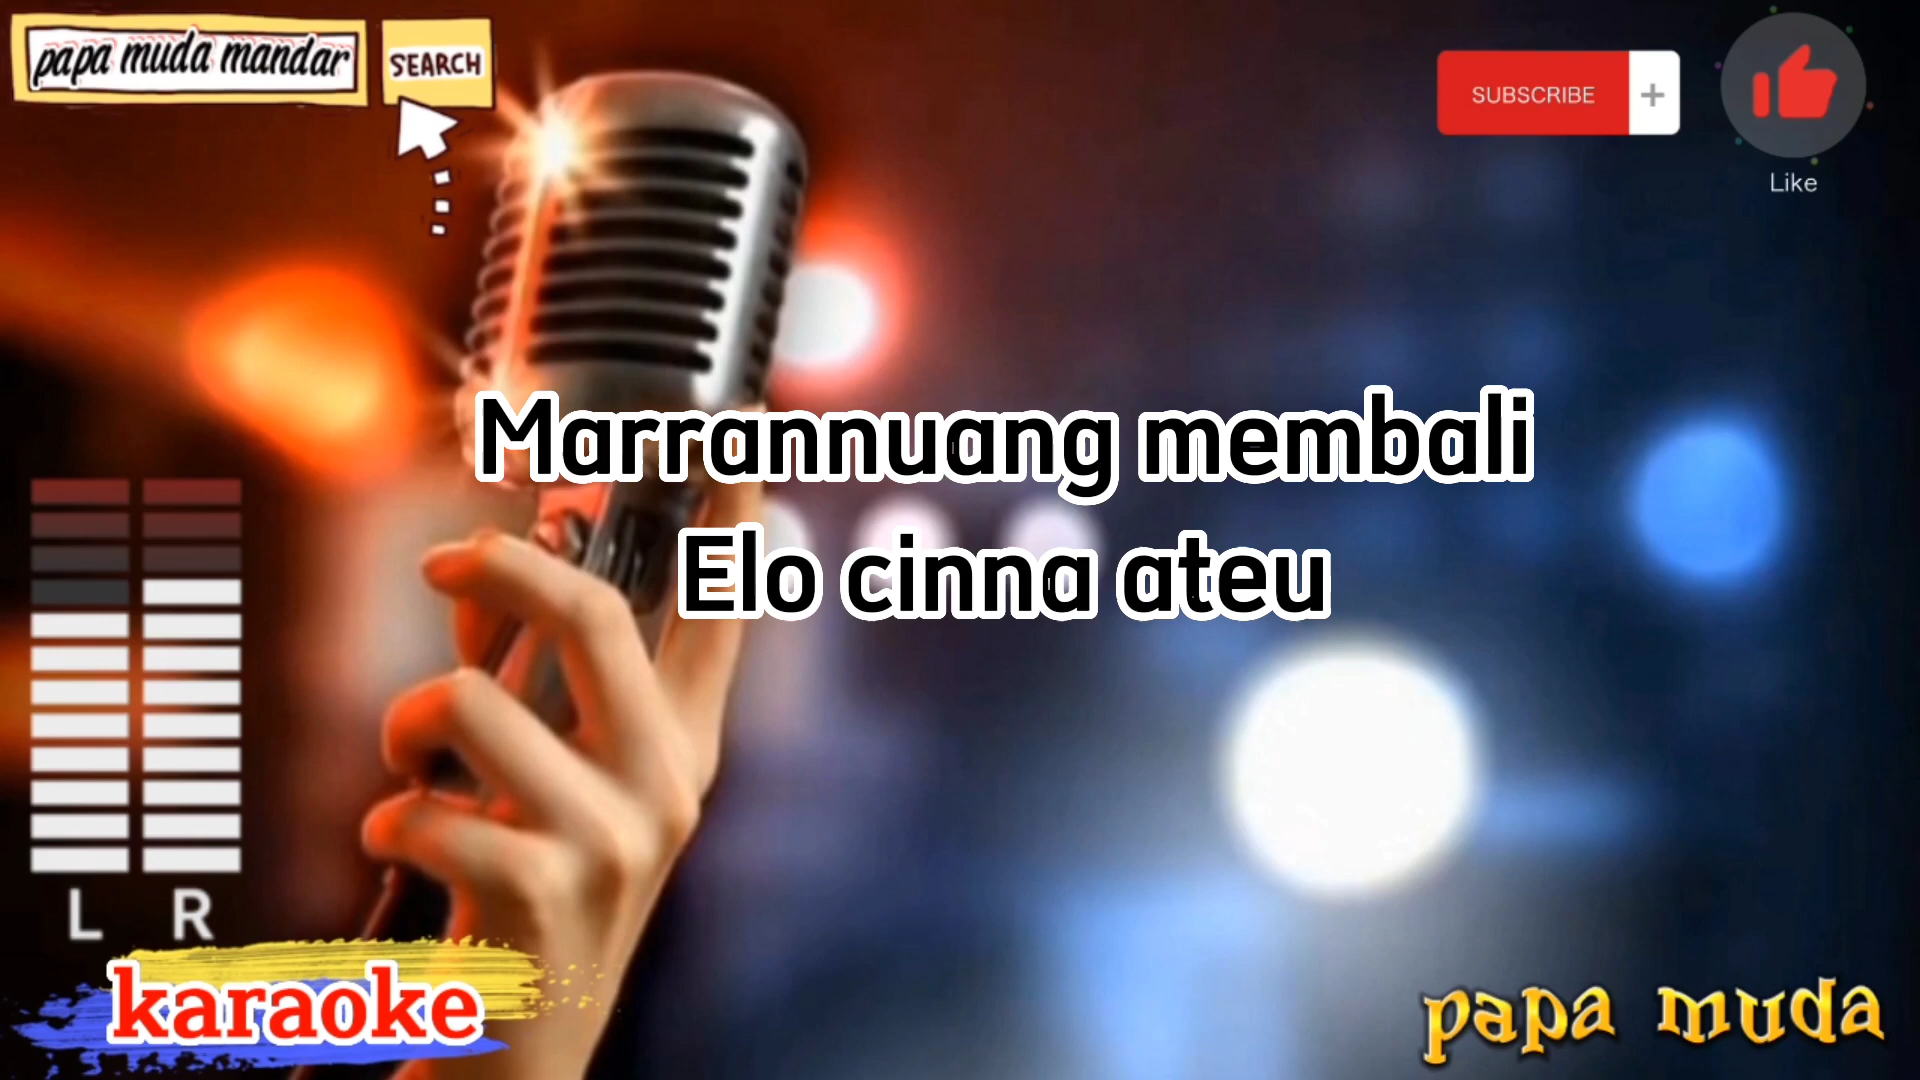 papa muda mandar
SEARCH
SUBSCRIBE +
Like
Marrannuang membali
Elo cinna ateu
L R
karaoke
papa muda